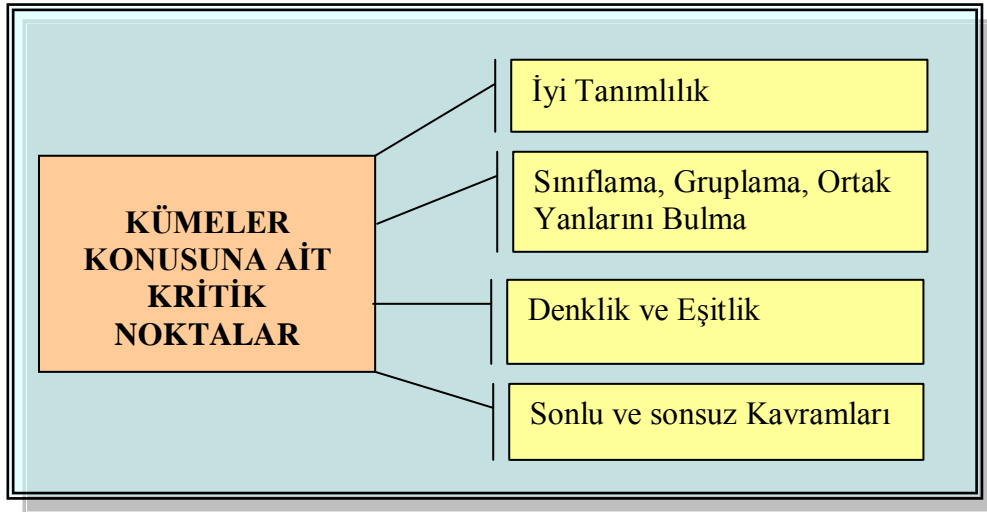 KÜMELER
KONUSUNA AİT
KRİTİK
NOKTALAR
İyi Tanımlılık
Sınıflama, Gruplama, Ortak
Yanlarını Bulma
Denklik ve Eşitlik
Sonlu ve sonsuz Kavramları